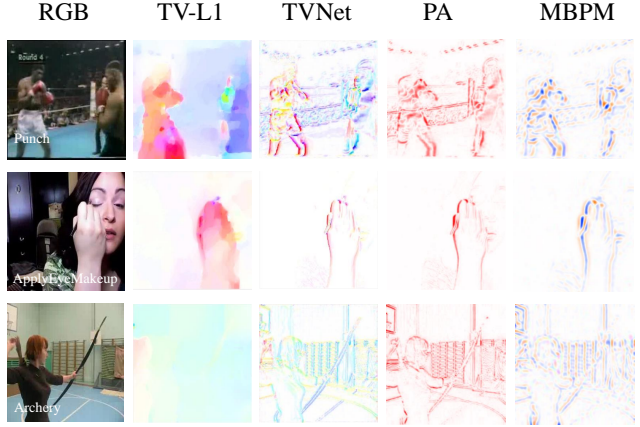 RGB TV-L1 TVNet PA MBPM
Round 4
Punch
ApplyEyeMakeup
Archery